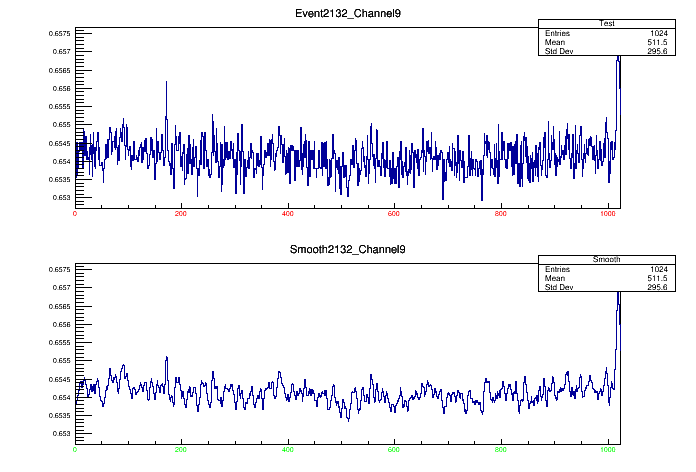 Event2132_Channel9
Test
Entries 1024
Mean 511.5
Std Dev 295.6
0.6575
0.657
0.6565
0.656
0.6555
0.655
0.6545
0.654
0.6535
0.653
0 200 400 600 800 1000
Smooth2132_Channel9
Smooth
Entries 1024
Mean 511.5
Std Dev 295.6
0.6575
0.657
0.6565
0.656
0.6555
0.655
0.6545
0.654
0.6535
0.653
0 200 400 600 800 1000